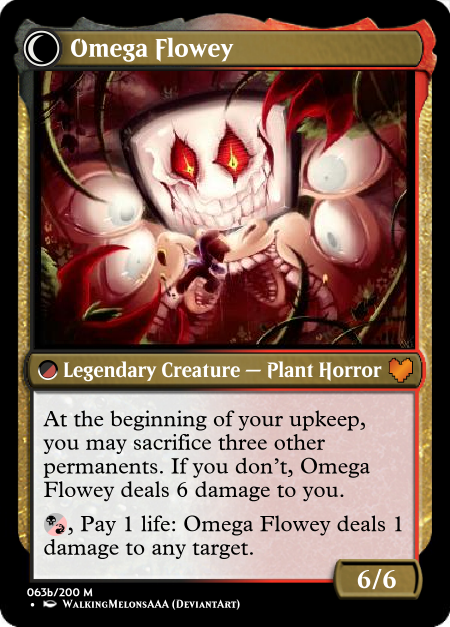 Omega Flowey
Legendary Creature — Plant Horror
At the beginning of your upkeep,
you may sacrifice three other
permanents. If you don't, Omega
Flowey deals 6 damage to you.
, Pay 1 life: Omega Flowey deals 1
damage to any target.
6/6
063b/200 M
• WalkingMelonsAAA (DeviantArt)